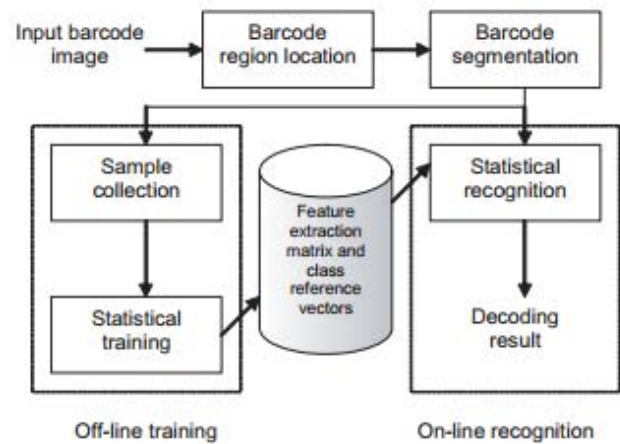 Input barcode
image
Barcode
region location
Barcode
segmentation
Sample
collection
Statistical
training
Feature
extraction
matrix and
class
reference
vectors
Statistical
recognition
Decoding
result
Off-line training
On-line recognition